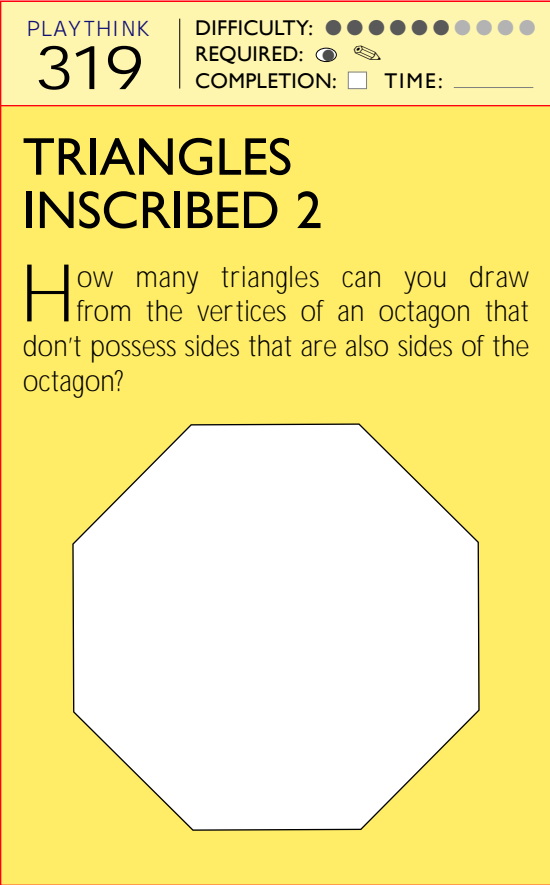 PLAYTHINK
319
DIFFICULTY:
REQUIRED:
COMPLETION: TIME:
TRIANGLES
INSCRIBED 2
How many triangles can you draw
from the vertices of an octagon that
don't possess sides that are also sides of the
octagon?